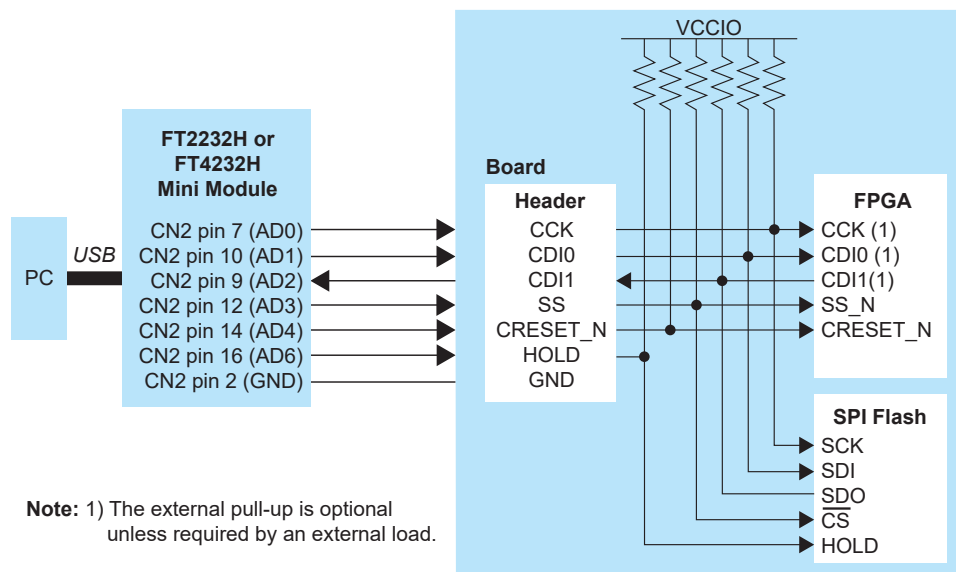 VCCIO
FT2232H or
FT4232H
Mini Module
CN2 pin 7 (AD0)
CN2 pin 10 (AD1)
CN2 pin 9 (AD2)
CN2 pin 12 (AD3)
CN2 pin 14 (AD4)
CN2 pin 16 (AD6)
CN2 pin 2 (GND)
PC
USB
Board
Header
CCK
CDI0
CDI1
SS
CRESET_N
HOLD
GND
FPGA
CCK (1)
CDI0 (1)
CDI1(1)
SS_N
CRESET_N
SPI Flash
SCK
SDI
SDO
CS
HOLD
Note: 1) The external pull-up is optional
unless required by an external load.